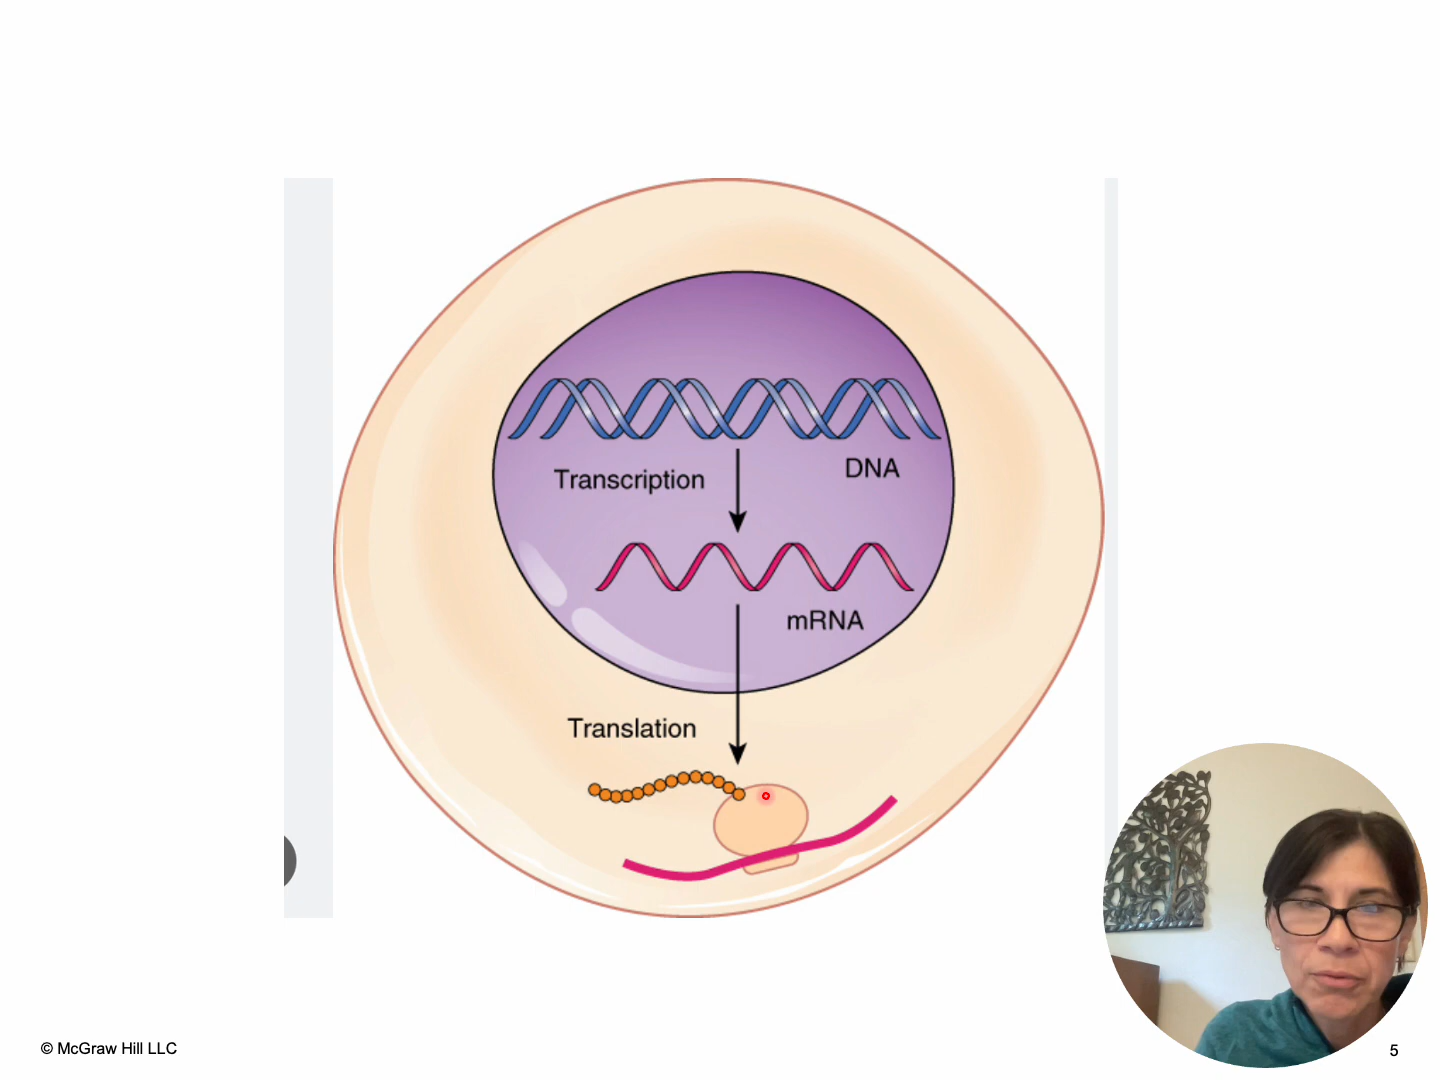 Transcription
DNA
mRNA
Translation
© McGraw Hill LLC
5